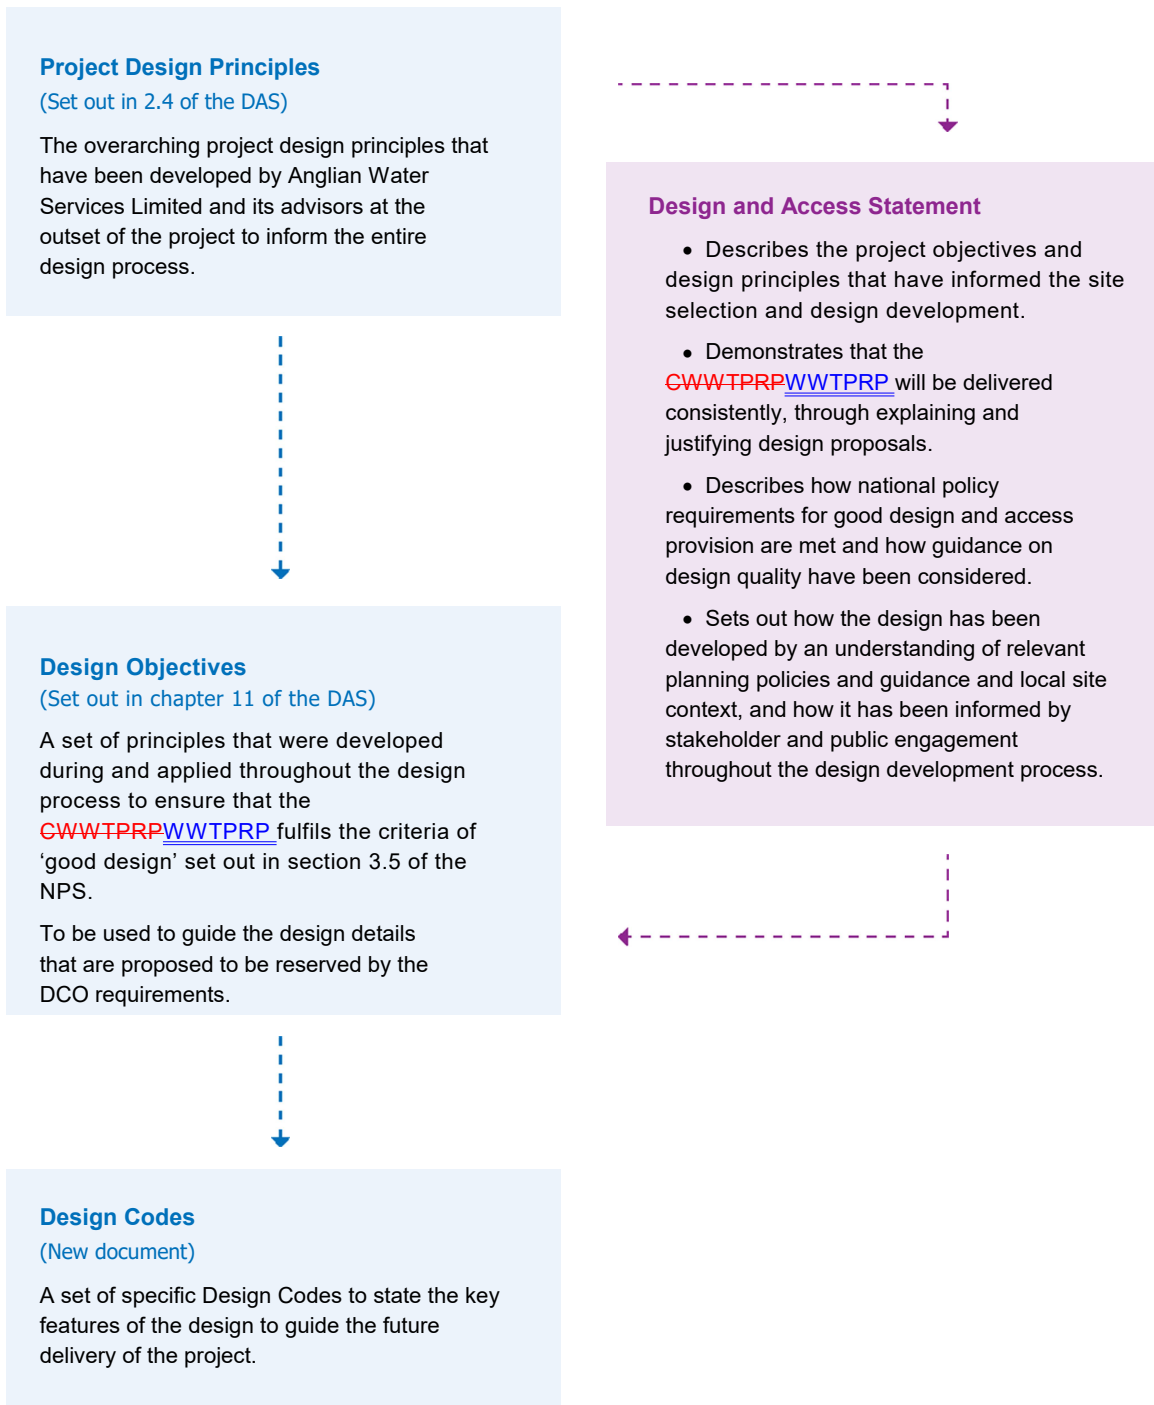 Project Design Principles
(Set out in 2.4 of the DAS)
The overarching project design principles that
have been developed by Anglian Water
Services Limited and its advisors at the
outset of the project to inform the entire
design process.
Design and Access Statement
• Describes the project objectives and
design principles that have informed the site
selection and design development.
• Demonstrates that the
CWWTPRPWWTPRP will be delivered
consistently, through explaining and
justifying design proposals.
• Describes how national policy
requirements for good design and access
provision are met and how guidance on
design quality have been considered.
• Sets out how the design has been
developed by an understanding of relevant
planning policies and guidance and local site
context, and how it has been informed by
stakeholder and public engagement
throughout the design development process.
Design Objectives
(Set out in chapter 11 of the DAS)
A set of principles that were developed
during and applied throughout the design
process to ensure that the
CWWTPRPWWTPRP fulfils the criteria of
‘good design’ set out in section 3.5 of the
NPS.
To be used to guide the design details
that are proposed to be reserved by the
DCO requirements.
Design Codes
(New document)
A set of specific Design Codes to state the key
features of the design to guide the future
delivery of the project.